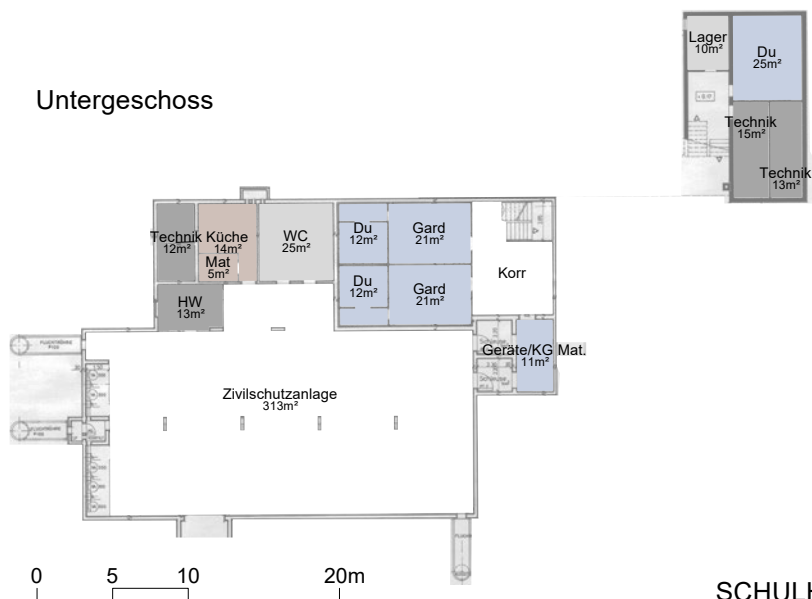 Untergeschoss
Lager
10m²
Du
25m²
Technik
15m²
Technik
13m²
Technik
12m²
Küche
14m²
Mat
5m²
WC
25m²
Du
12m²
Gard
21m²
Korr
HW
13m²
Du
12m²
Gard
21m²
Geräte/KG Mat.
11m²
Zivilschutzanlage
313m²
0 5 10 20m